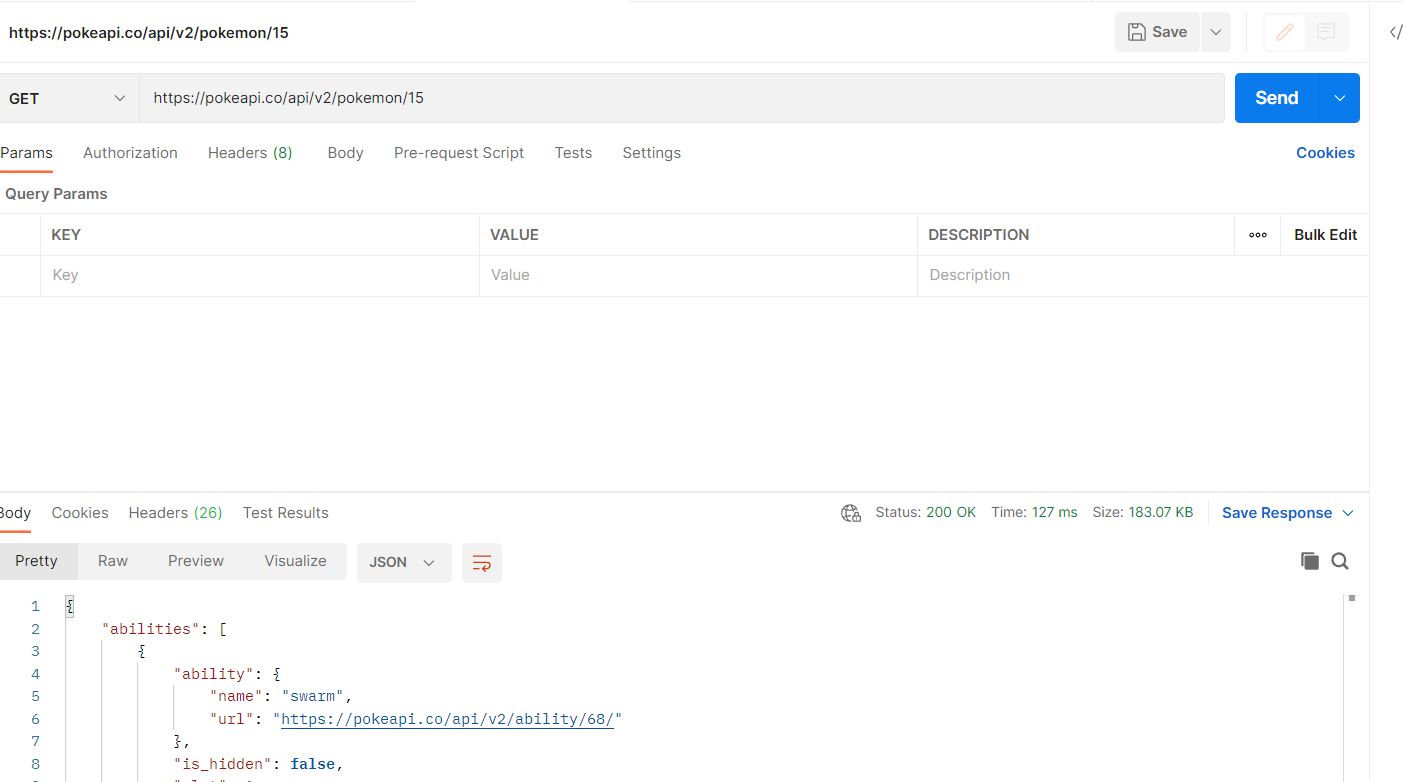 https://pokeapi.co/api/v2/pokemon/15 Save
GET https://pokeapi.co/api/v2/pokemon/15 Send
Params Authorization Headers (8) Body Pre-request Script Tests Settings Cookies
Query Params
KEY VALUE DESCRIPTION ooo Bulk Edit
Key Value Description
Body Cookies Headers (26) Test Results Status: 200 OK Time: 127 ms Size: 183.07 KB Save Response
Pretty Raw Preview Visualize JSON
1 {
2 "abilities": [
3 {
4 "ability": {
5 "name": "swarm",
6 "url": "https://pokeapi.co/api/v2/ability/68/"
7 },
8 "is_hidden": false,